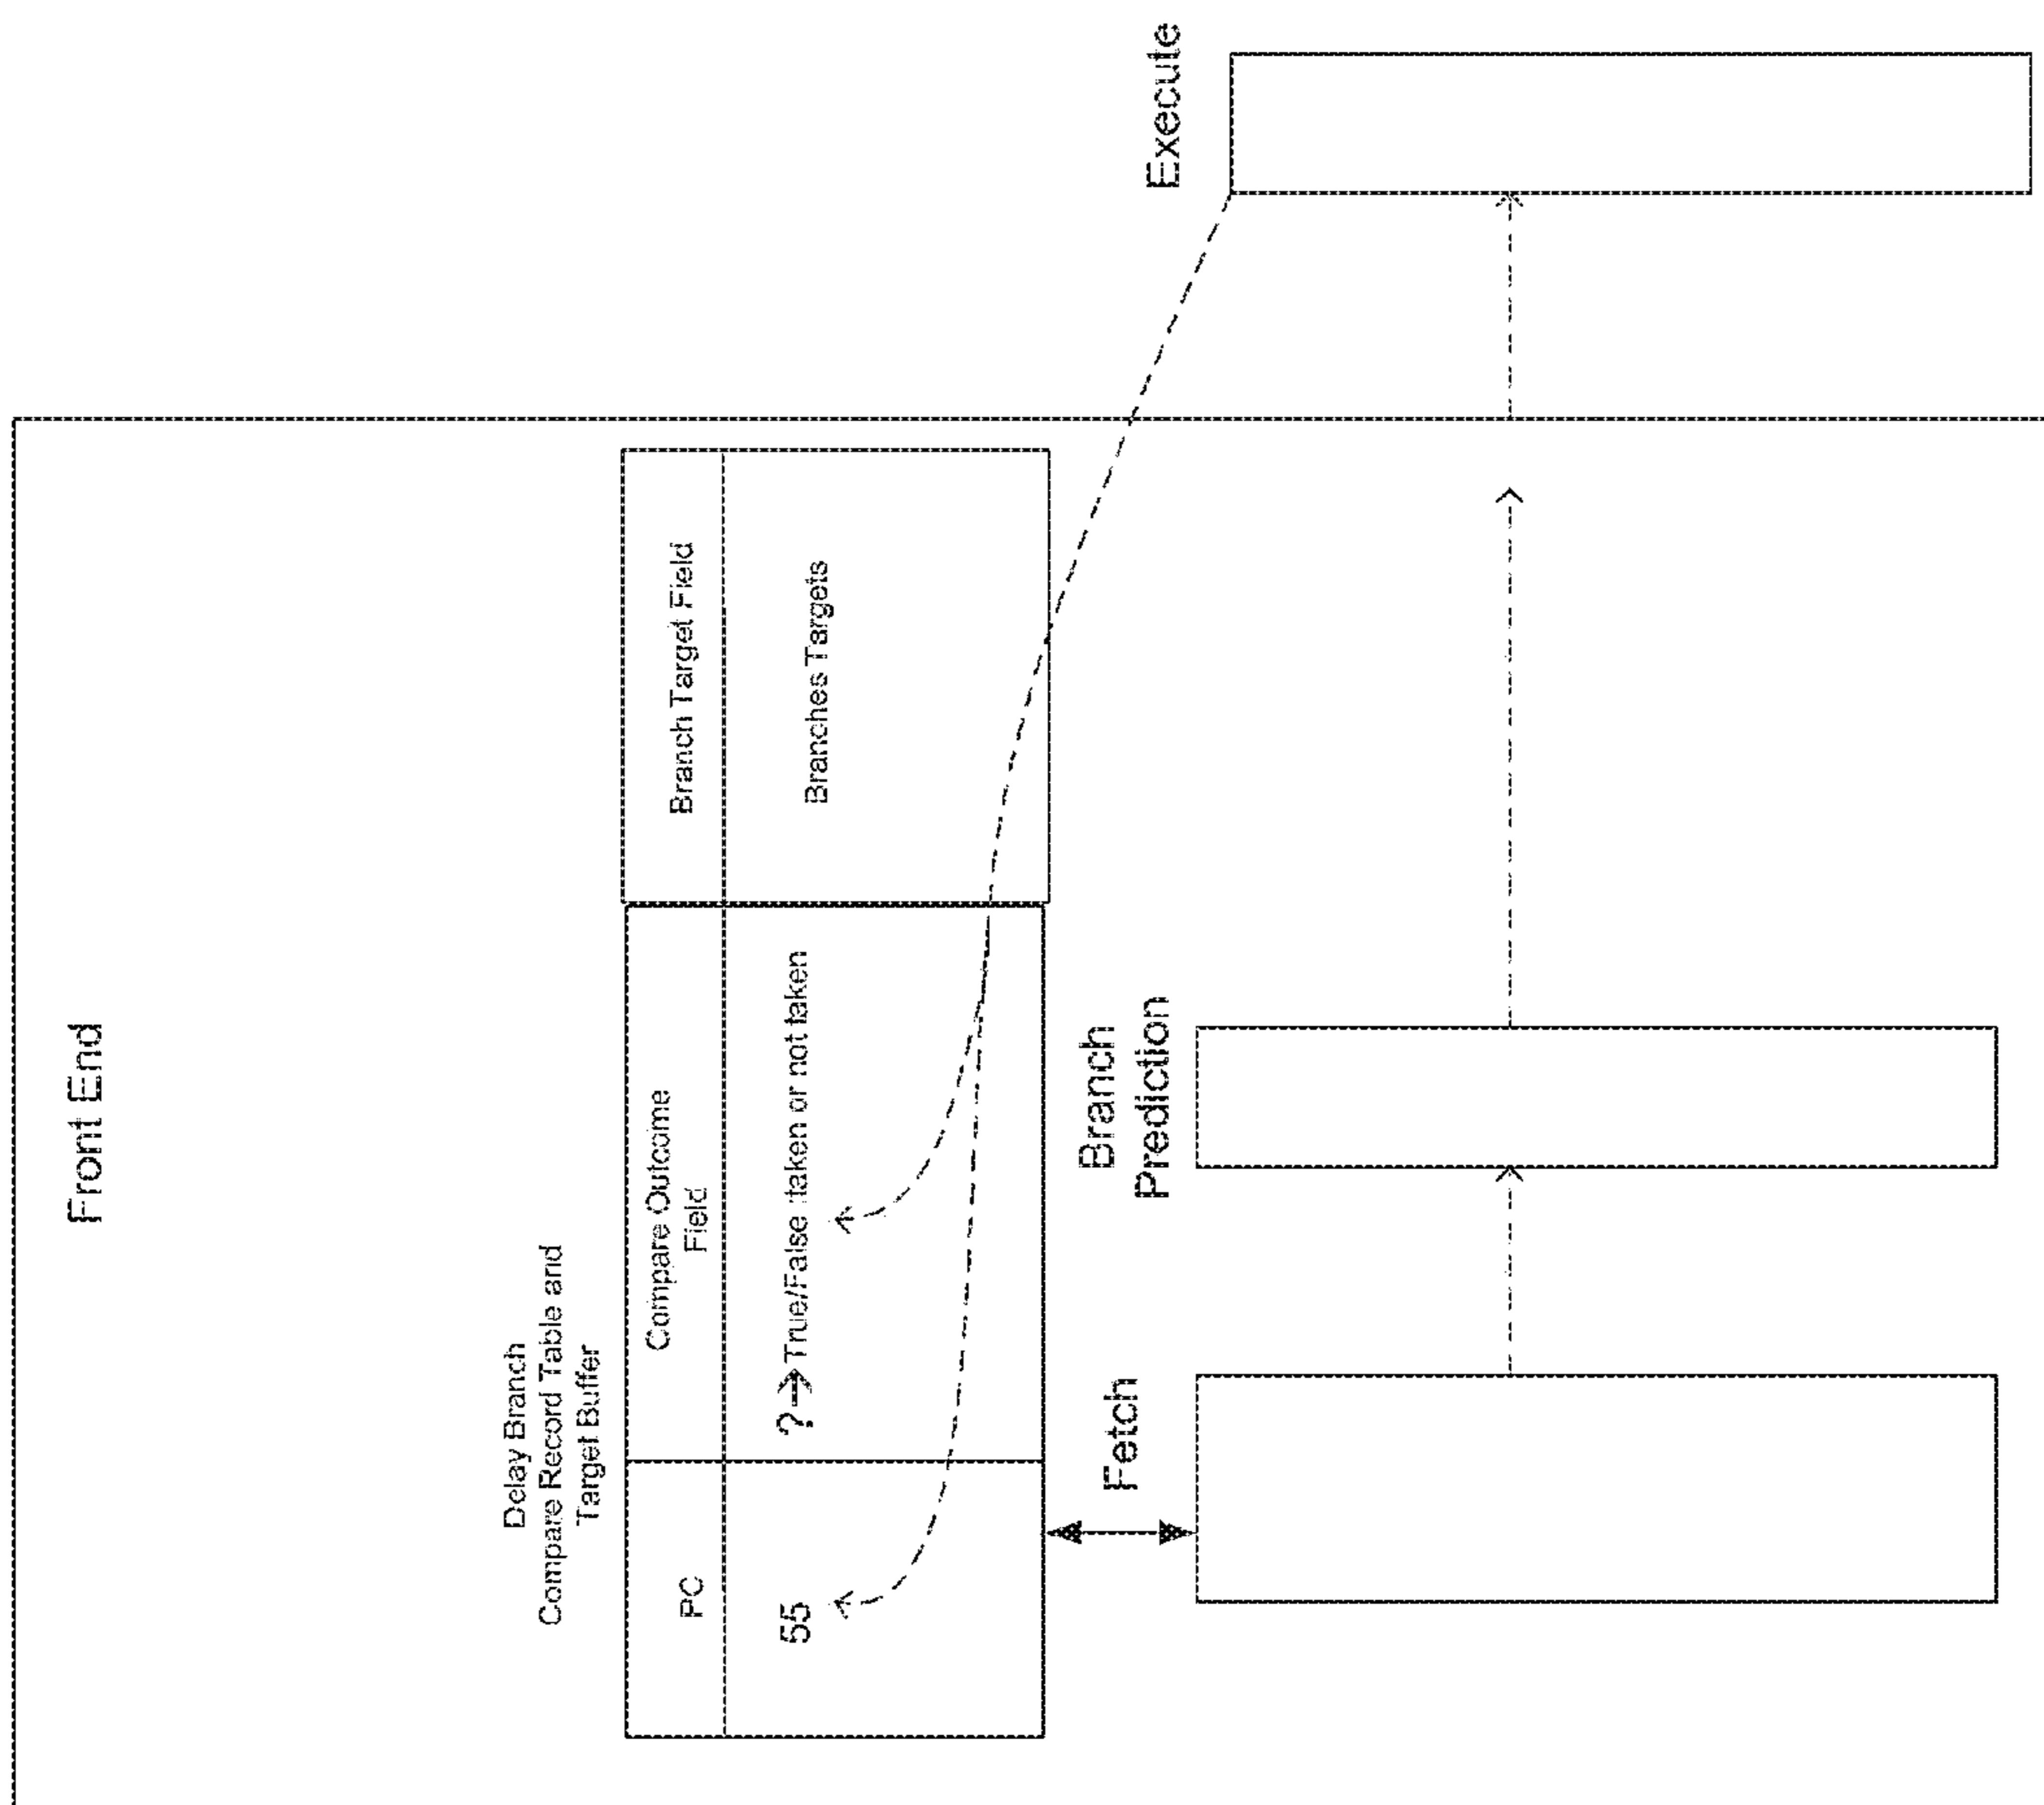 Front End
Delay Branch
Compare Record Table and
Target Buffer
PC
Compare Outcome
Field
Branch Target Field
55
?→True/False :taken or not taken
Branches Targets
Fetch
Branch
Prediction
Execute